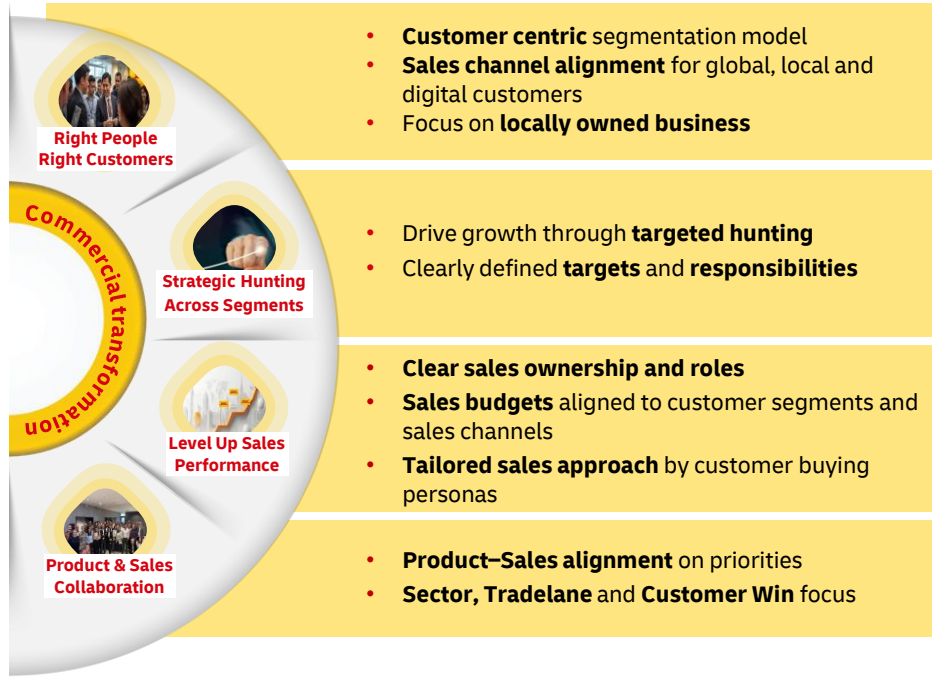 Commercial transformation
Right People
Right Customers
• Customer centric segmentation model
• Sales channel alignment for global, local and
digital customers
• Focus on locally owned business
Strategic Hunting
Across Segments
• Drive growth through targeted hunting
• Clearly defined targets and responsibilities
Level Up Sales
Performance
• Clear sales ownership and roles
• Sales budgets aligned to customer segments and
sales channels
• Tailored sales approach by customer buying
personas
Product & Sales
Collaboration
• Product–Sales alignment on priorities
• Sector, Tradelane and Customer Win focus